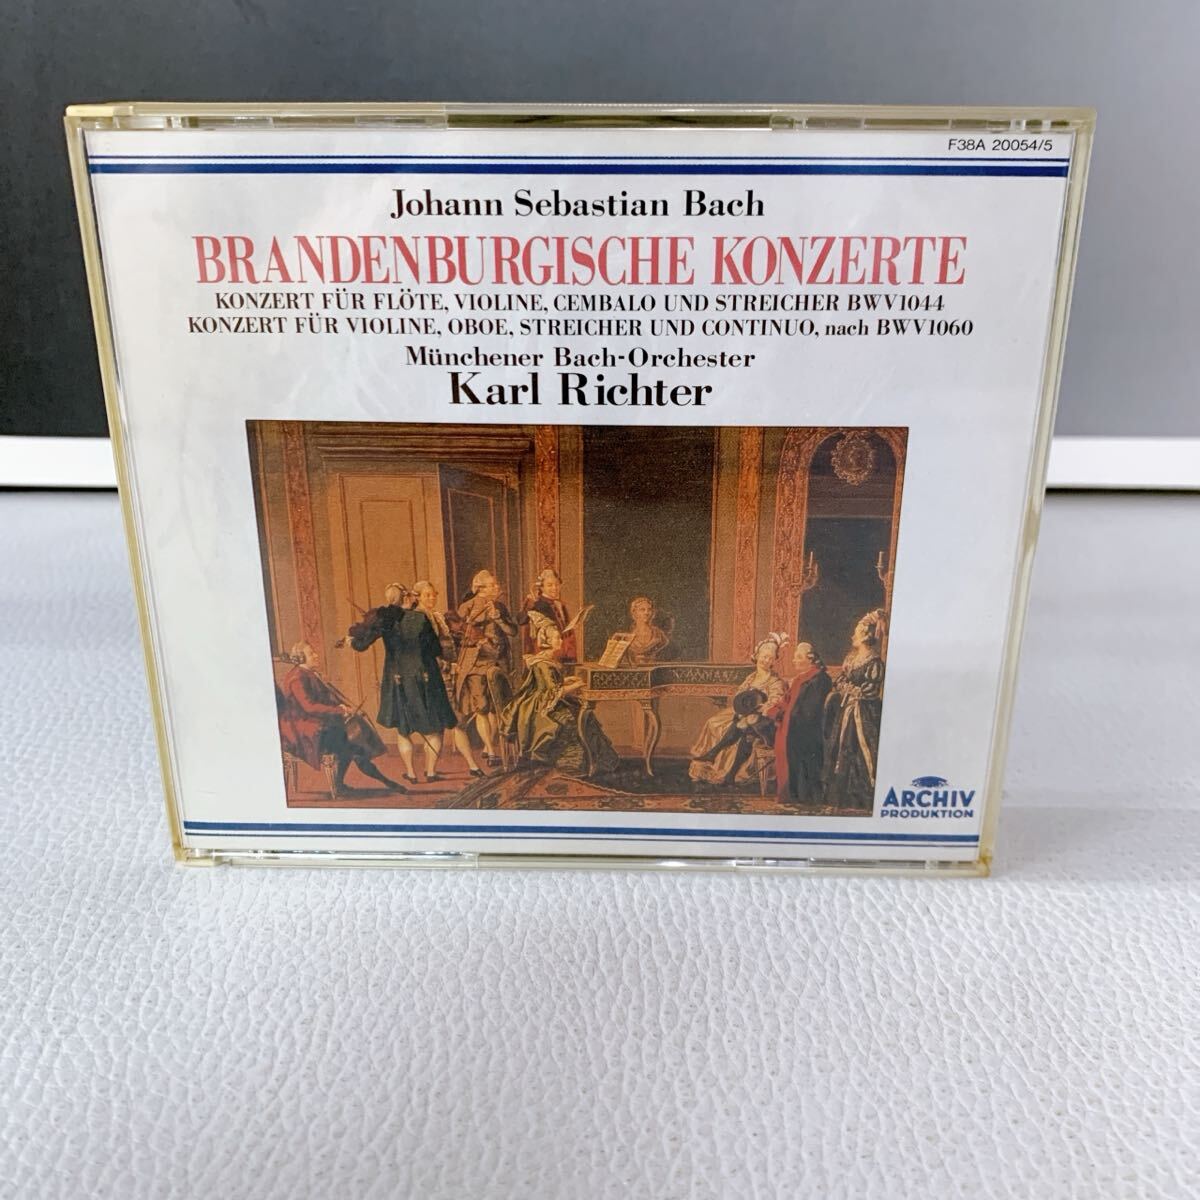 F38A 20054/5
Johann Sebastian Bach
BRANDENBURGISCHE KONZERTE
KONZERT FÜR FLÖTE, VIOLINE, CEMBALO UND STREICHER BWV1044
KONZERT FÜR VIOLINE, OBOE, STREICHER UND CONTINUO, nach BWV1060
Münchener Bach-Orchester
Karl Richter
ARCHIV
PRODUKTION